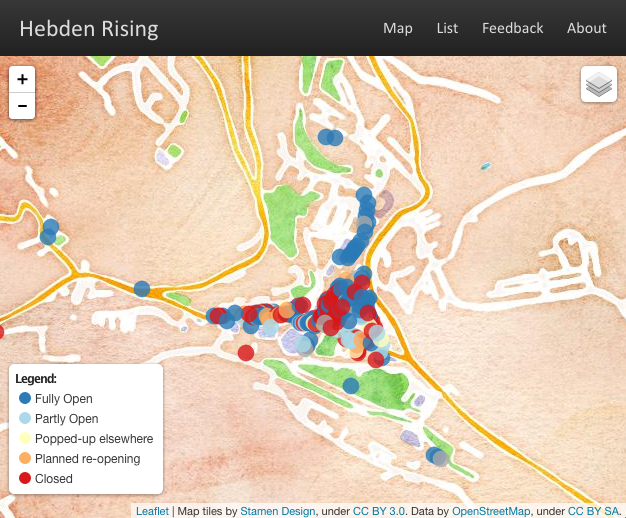 Hebden Rising
Map List Feedback About
+
−
Legend:
Fully Open
Partly Open
Popped-up elsewhere
Planned re-opening
Closed
Leaflet | Map tiles by Stamen Design, under CC BY 3.0. Data by OpenStreetMap, under CC BY SA.